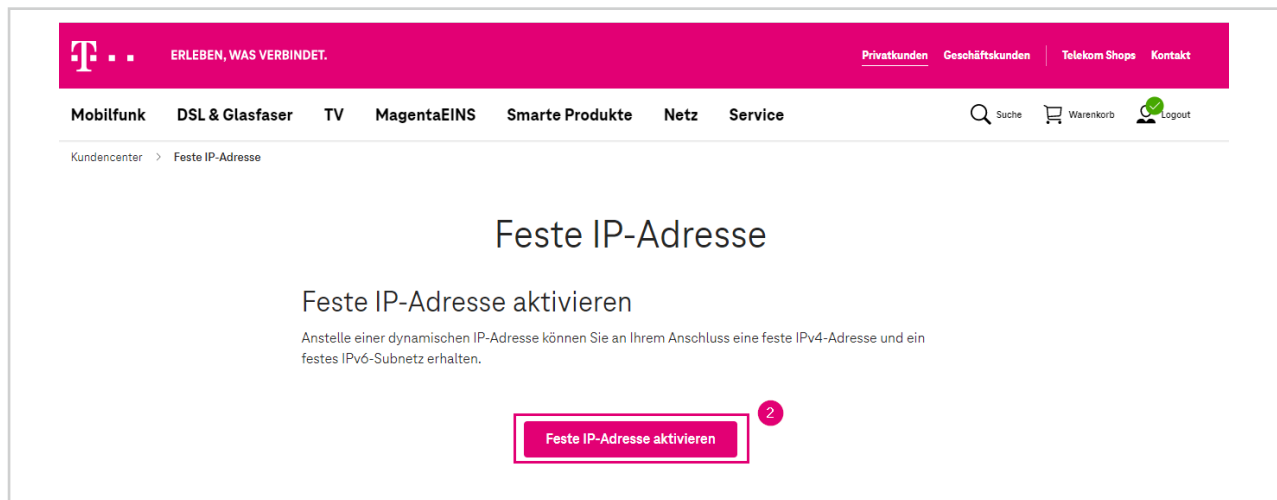 T
ERLEBEN, WAS VERBINDET.
Privatkunden Geschäftskunden Telekom Shops Kontakt
Mobilfunk DSL & Glasfaser TV MagentaEINS Smarte Produkte Netz Service
Suche Warenkorb Logout
Kundencenter > Feste IP-Adresse
Feste IP-Adresse
Feste IP-Adresse aktivieren
Anstelle einer dynamischen IP-Adresse können Sie an Ihrem Anschluss eine feste IPv4-Adresse und ein
festes IPv6-Subnetz erhalten.
2
Feste IP-Adresse aktivieren